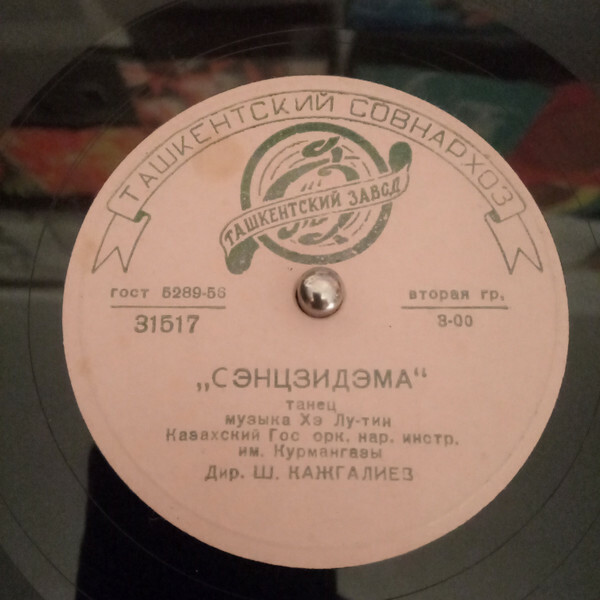 ТАШКЕНТСКИЙ СОВНАРХОЗ
ТАШКЕНТСКИЙ ЗАВОД
гост 5289-56
вторая гр.
31517
3-00
„СЭНЦЗИДЭМА“
танец
музыка Хэ Лу-тин
Казахский Гос орк. нар. инстр.
им. Курмангазы
Дир. Ш. КАЖГАЛИЕВ